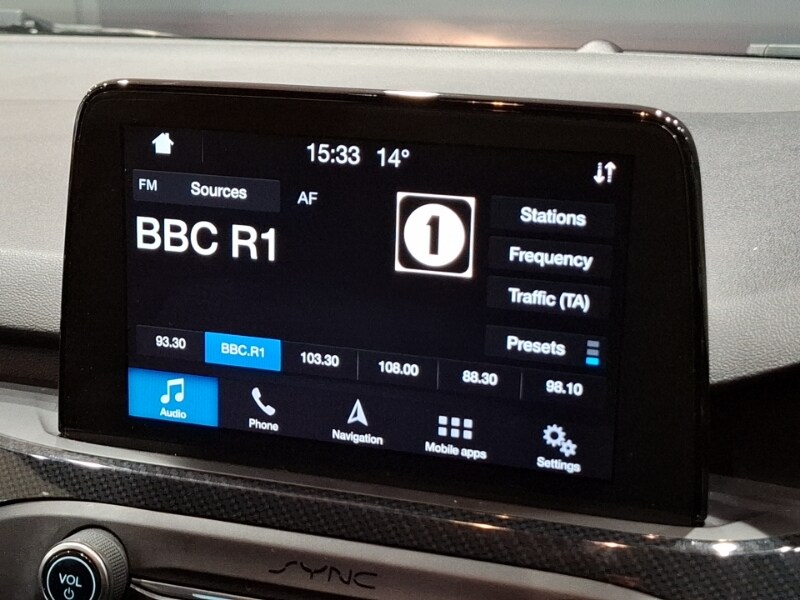 15:33 14°
FM Sources AF
BBC R1
1
Stations
Frequency
Traffic (TA)
Presets
93.30 BBC.R1 103.30 108.00 88.30 98.10
Audio Phone Navigation Mobile apps Settings
VOL
SYNC